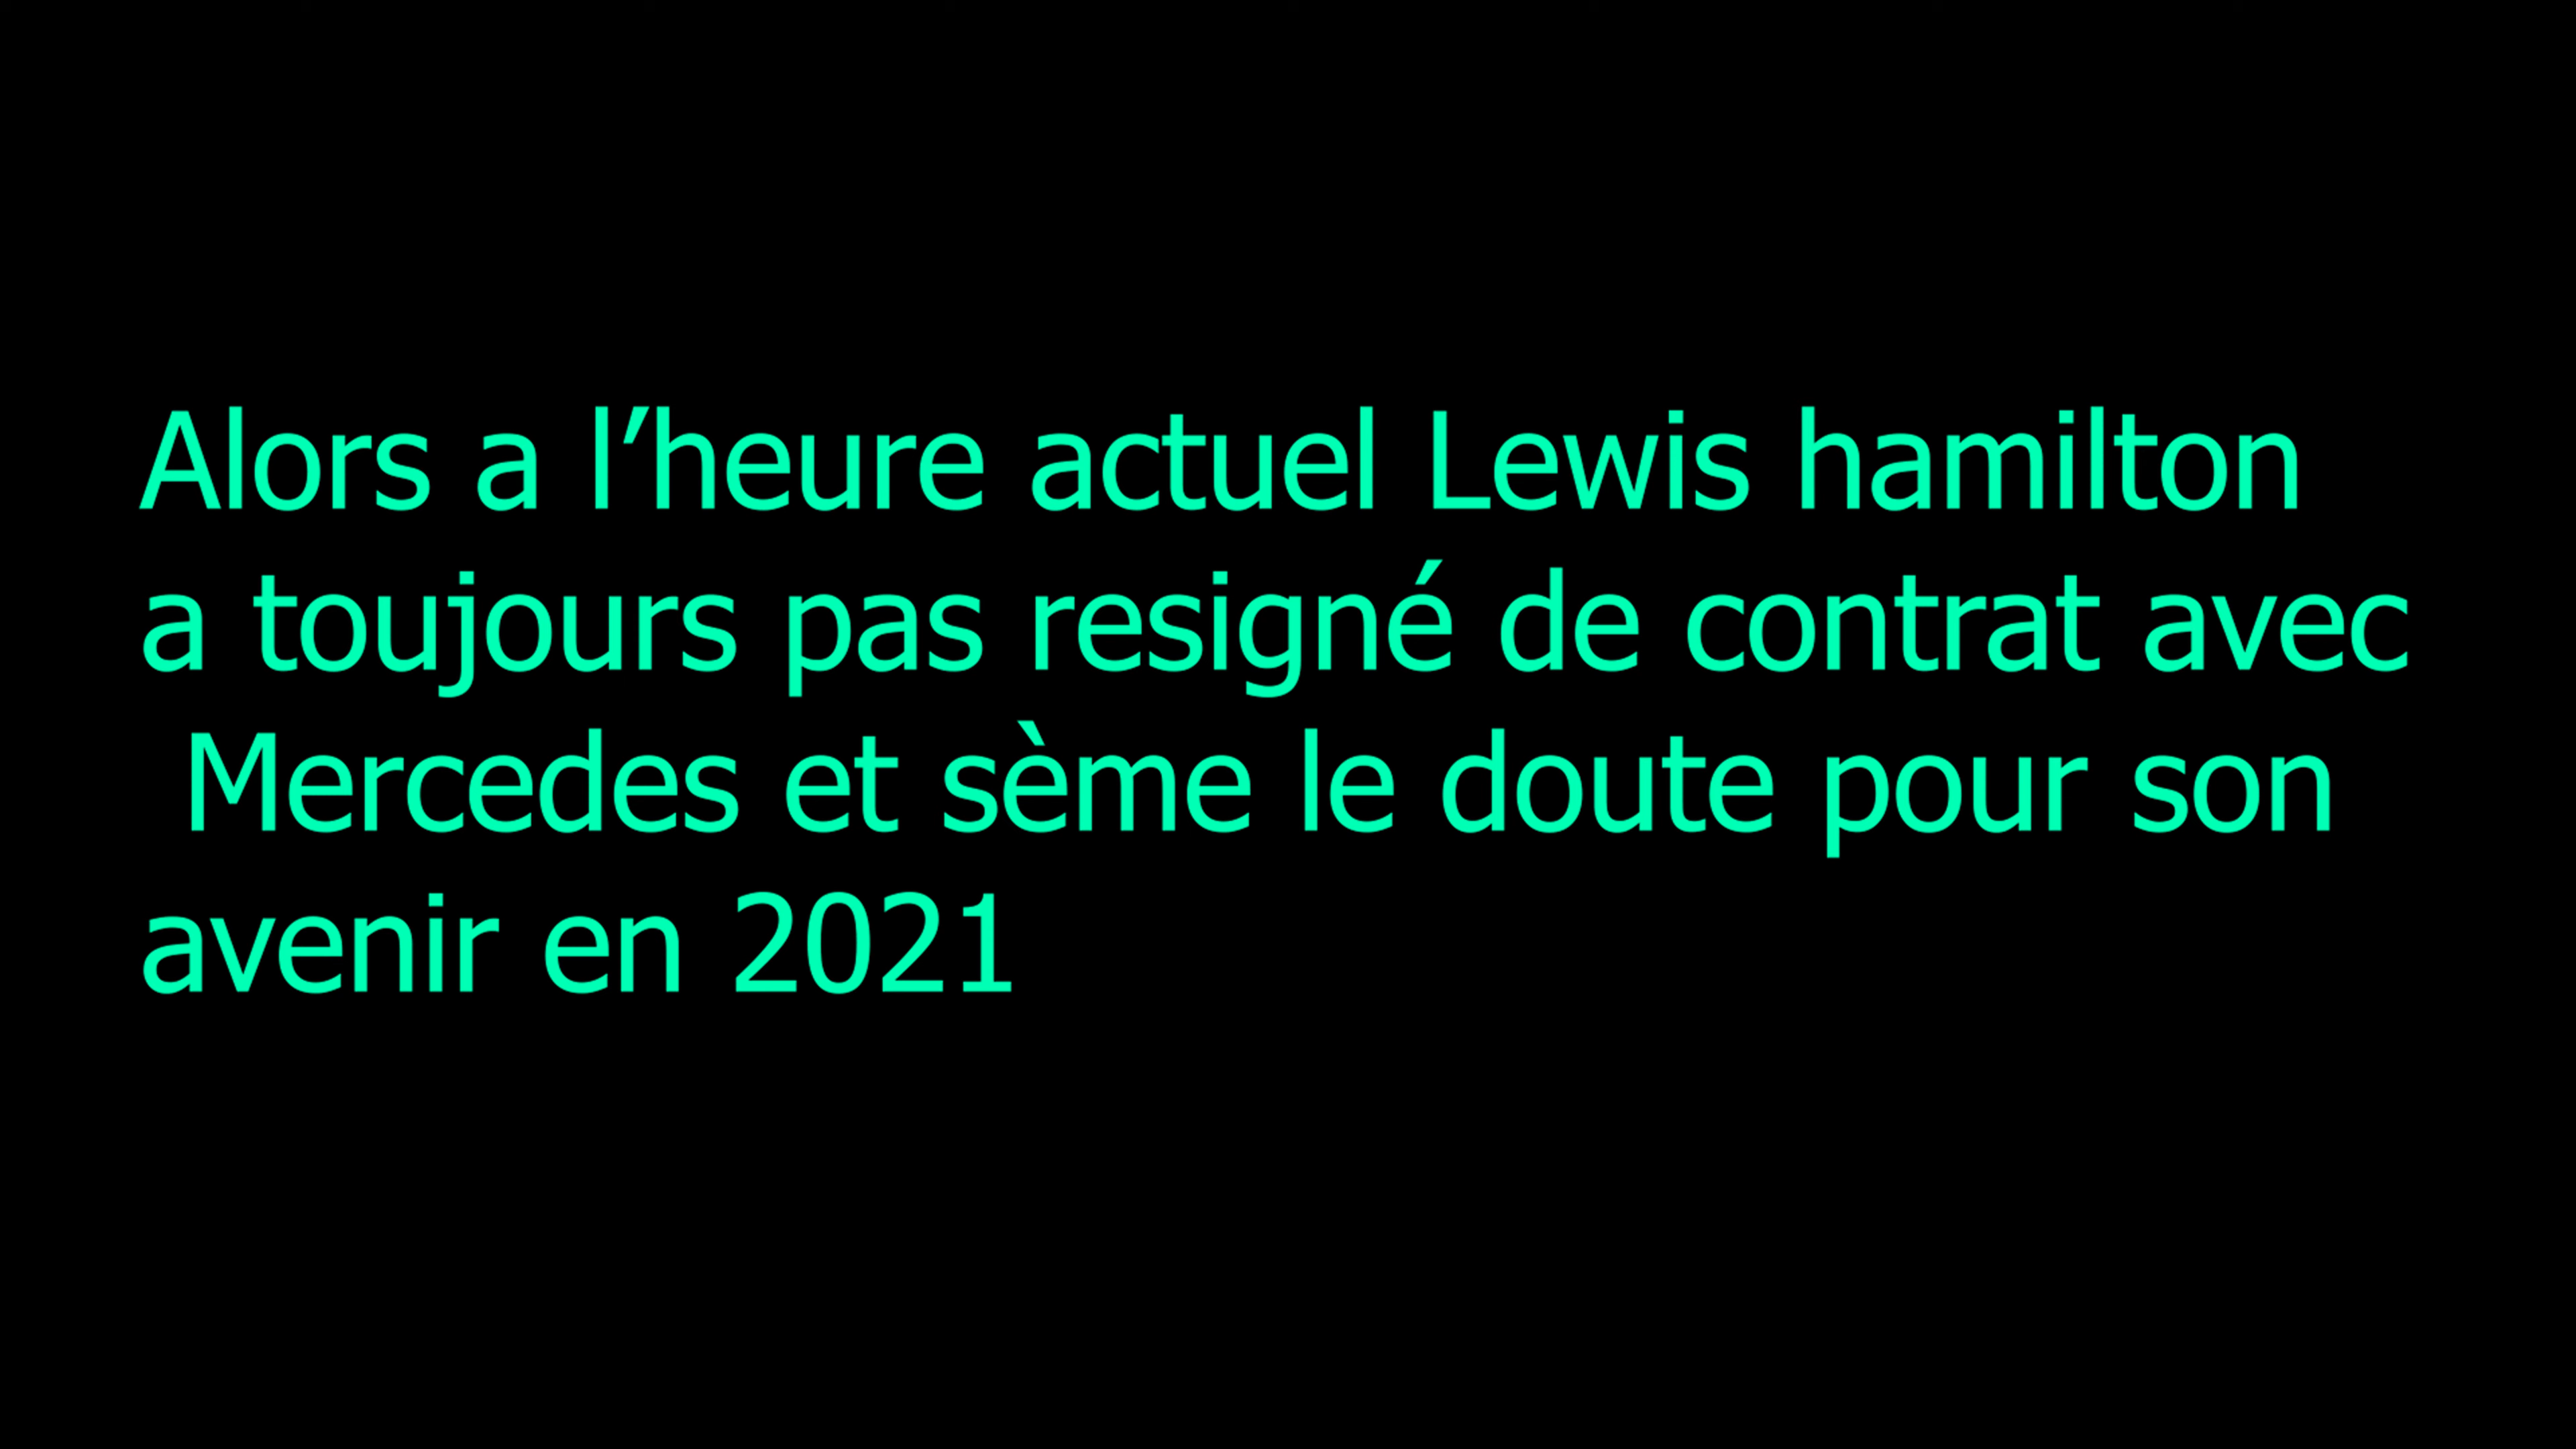 Alors a l’heure actuel Lewis hamilton
a toujours pas resigné de contrat avec
Mercedes et sème le doute pour son
avenir en 2021